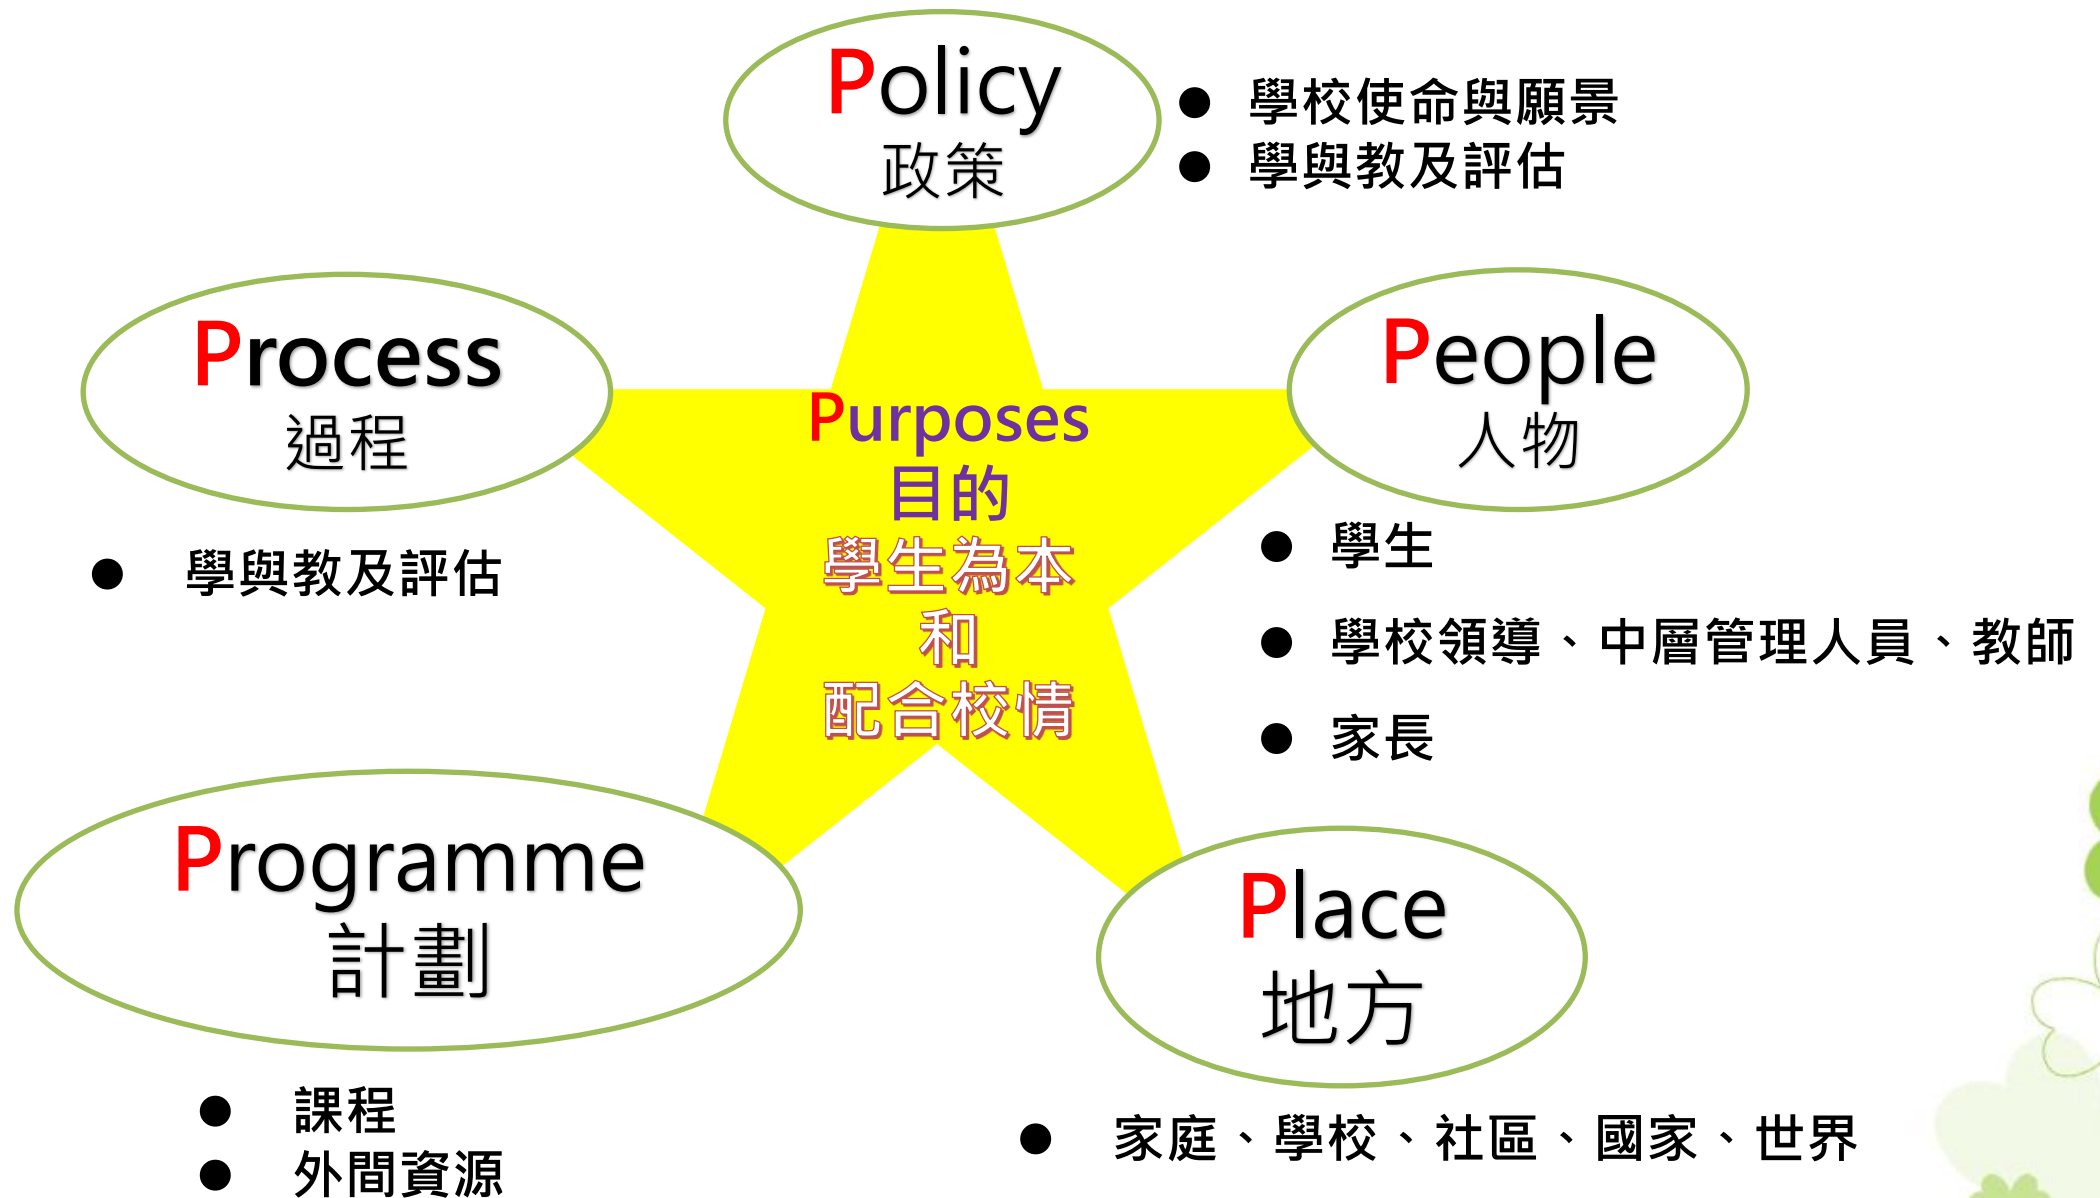 Policy
政策
● 學校使命與願景
● 學與教及評估
Process
過程
● 學與教及評估
People
人物
● 學生
● 學校領導、中層管理人員、教師
● 家長
Purposes
目的
學生為本
和
配合校情
Programme
計劃
● 課程
● 外間資源
Place
地方
● 家庭、學校、社區、國家、世界